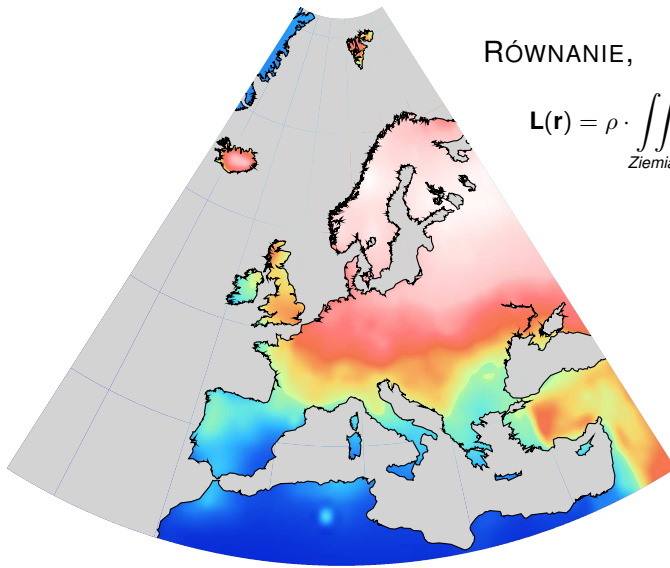 RÓWNANIE,
L(r) = ρ · ∬
Ziemia